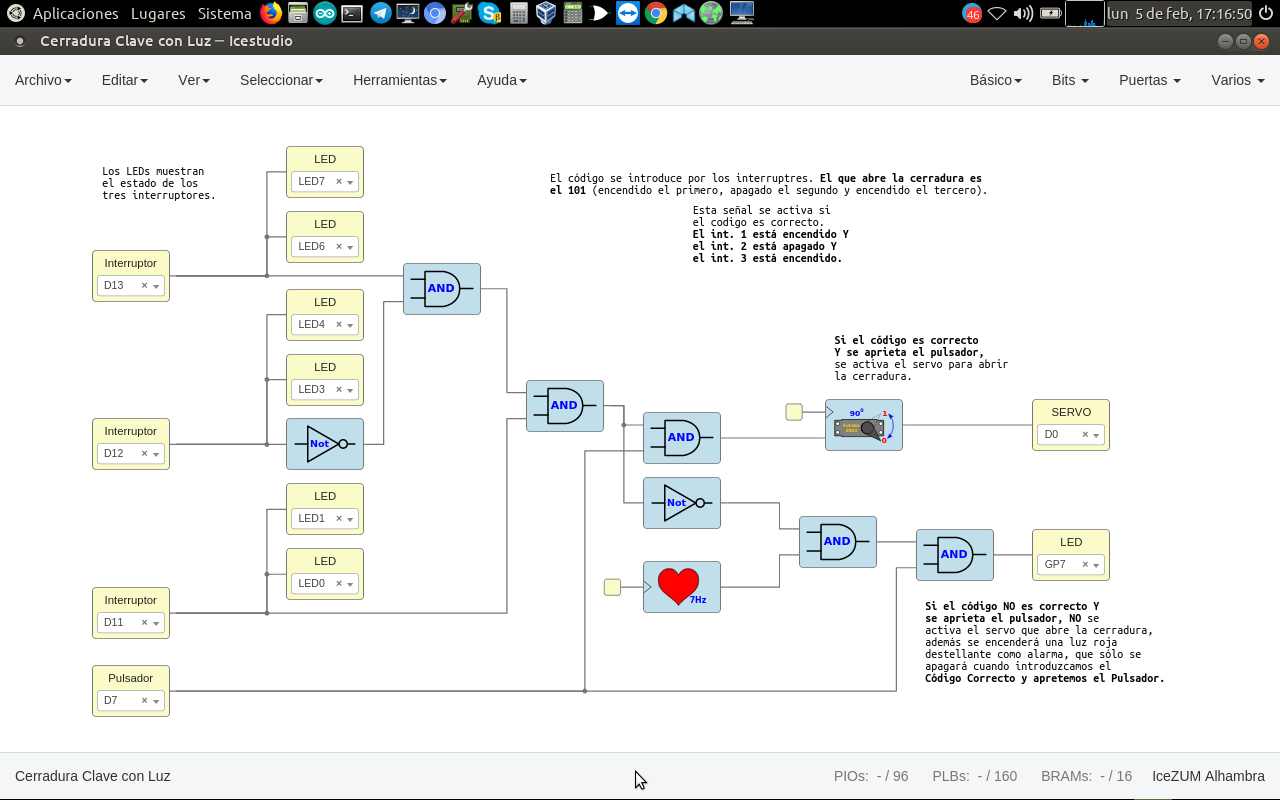 Aplicaciones Lugares Sistema
46
lun 5 de feb, 17:16:50
Cerradura Clave con Luz — Icestudio
Archivo Editar Ver Seleccionar Herramientas Ayuda Básico Bits Puertas Varios
Los LEDs muestran
el estado de los
tres interruptores.
LED
LED7
LED
LED6
Interruptor
D13
AND
LED
LED4
LED
LED3
Interruptor
D12
Not
LED
LED1
LED
LED0
Interruptor
D11
Pulsador
D7
El código se introduce por los interruptres. El que abre la cerradura es
el 101 (encendido el primero, apagado el segundo y encendido el tercero).
Esta señal se activa si
el codigo es correcto.
El int. 1 está encendido Y
el int. 2 está apagado Y
el int. 3 está encendido.
Si el código es correcto
Y se aprieta el pulsador,
se activa el servo para abrir
la cerradura.
AND
AND
90°
1
0
SERVO
D0
Not
7Hz
AND
AND
LED
GP7
Si el código NO es correcto Y
se aprieta el pulsador, NO se
activa el servo que abre la cerradura,
además se encenderá una luz roja
destellante como alarma, que sólo se
apagará cuando introduzcamos el
Código Correcto y apretemos el Pulsador.
Cerradura Clave con Luz
PIOs: - / 96 PLBs: - / 160 BRAMs: - / 16 IceZUM Alhambra